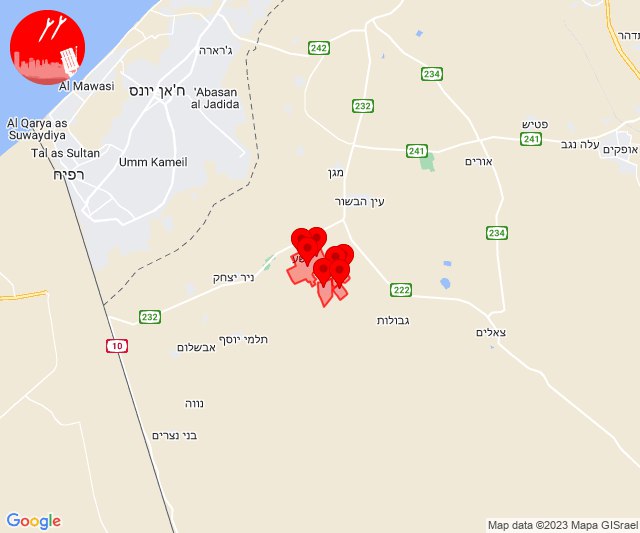 ג'רארה
242
תדהר
234
Al Mawasi
ח'אן יונס
'Abasan
al Jadida
232
Al Qarya as
Suwaydiya
פטיש
241
עלה נגב
Tal as Sultan
241
אופקים
Umm Kameil
אורים
רפיח
מגן
עין הבשור
234
ניר יצחק
222
232
גבולות
צאלים
תלמי יוסף
אבשלום
10
נווה
בני נצרים
Google
Map data ©2023 Mapa GISrael